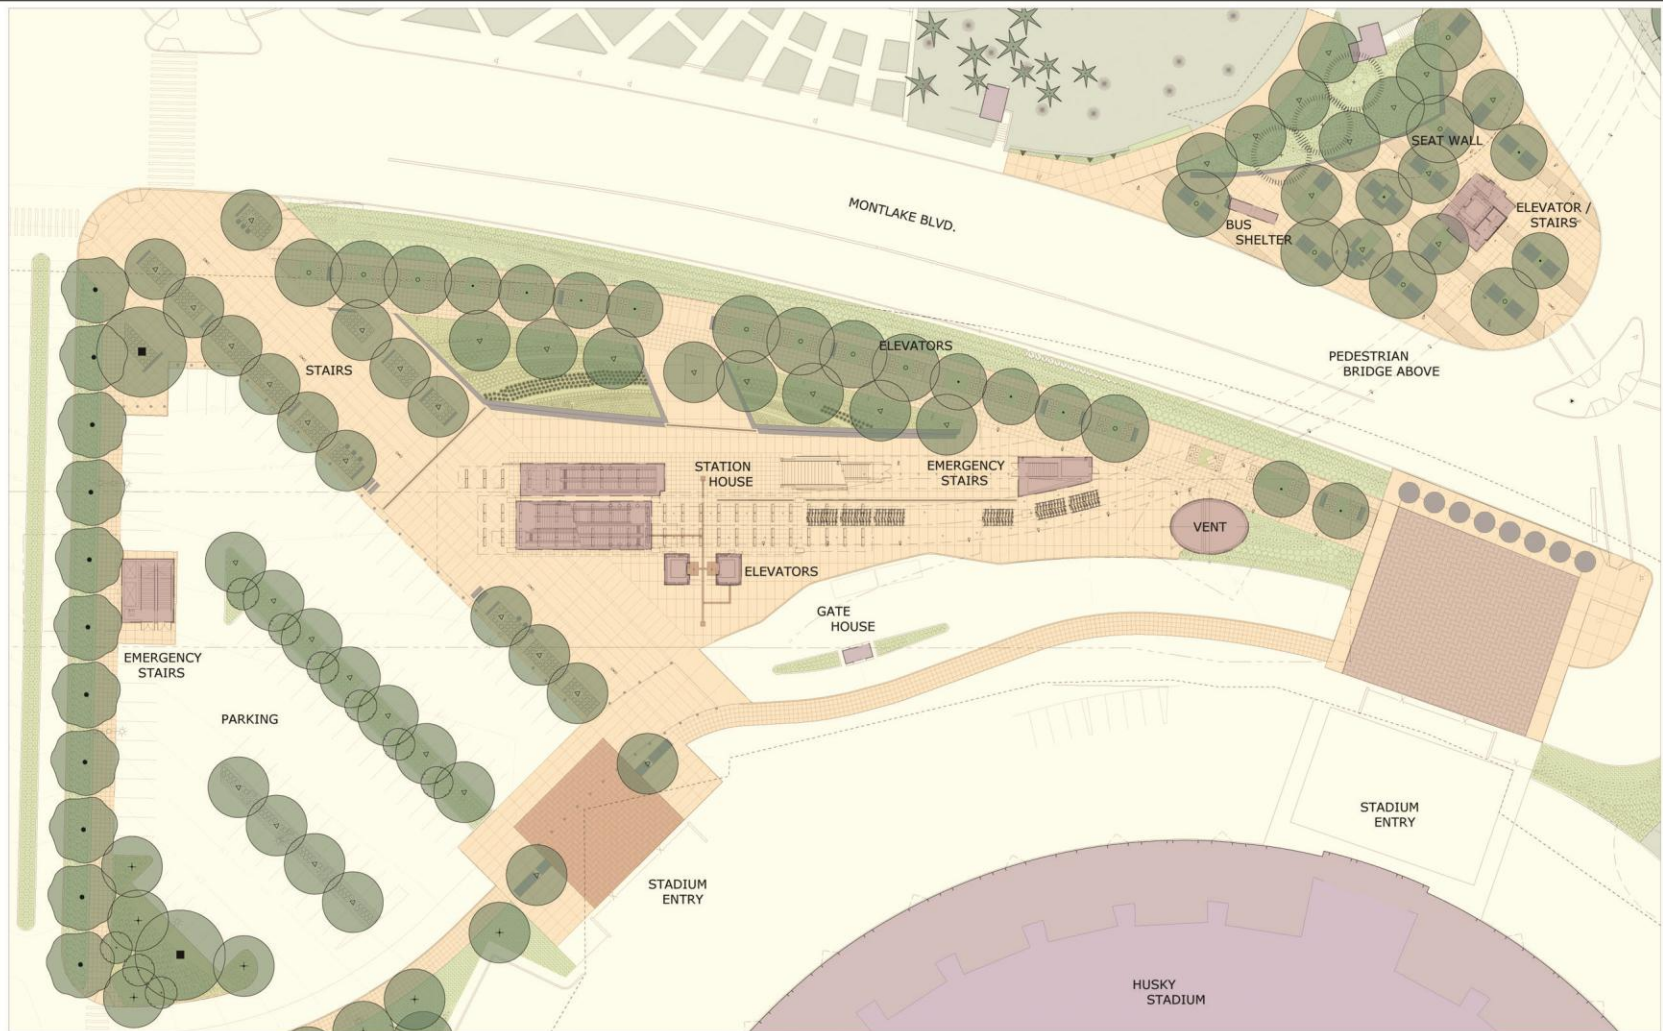 SEAT WALL
MONTLAKE BLVD.
ELEVATOR /
STAIRS
BUS
SHELTER
ELEVATORS
PEDESTRIAN
BRIDGE ABOVE
STAIRS
STATION
HOUSE
EMERGENCY
STAIRS
VENT
ELEVATORS
GATE
HOUSE
EMERGENCY
STAIRS
PARKING
STADIUM
ENTRY
STADIUM
ENTRY
HUSKY
STADIUM